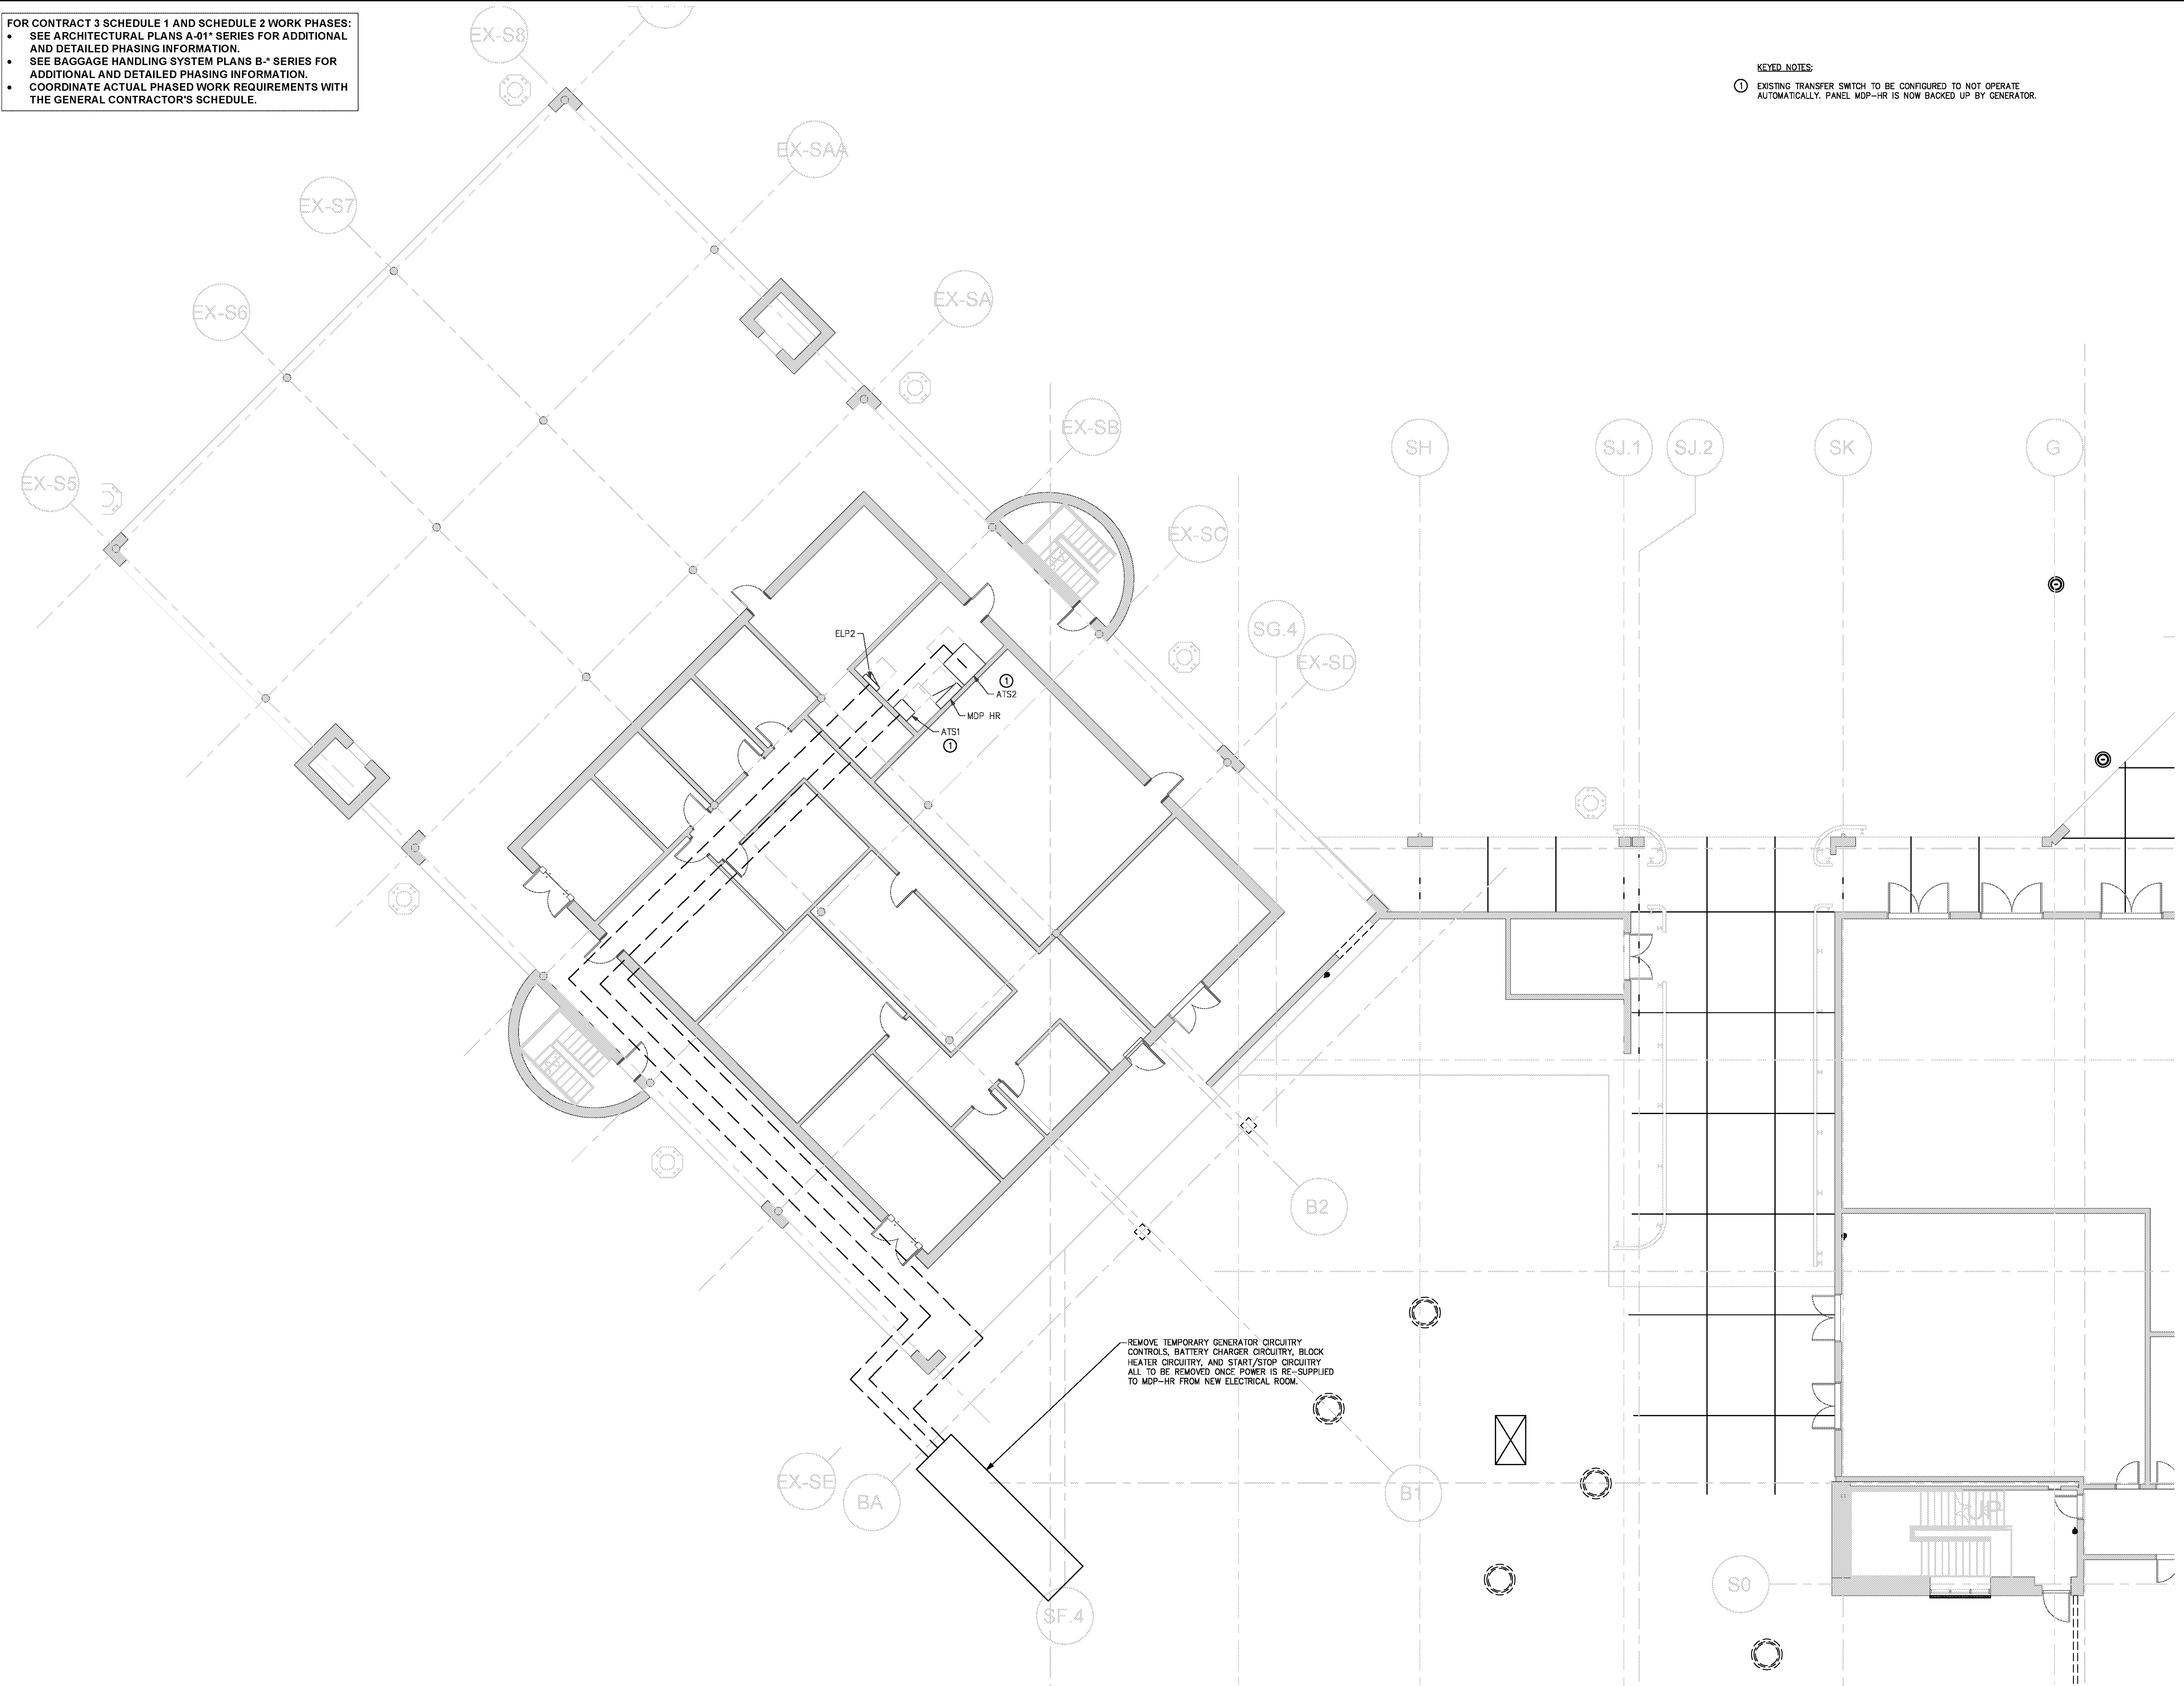 FOR CONTRACT 3 SCHEDULE 1 AND SCHEDULE 2 WORK PHASES:
• SEE ARCHITECTURAL PLANS A-01* SERIES FOR ADDITIONAL
AND DETAILED PHASING INFORMATION.
• SEE BAGGAGE HANDLING SYSTEM PLANS B-* SERIES FOR
ADDITIONAL AND DETAILED PHASING INFORMATION.
• COORDINATE ACTUAL PHASED WORK REQUIREMENTS WITH
THE GENERAL CONTRACTOR'S SCHEDULE.
KEYED NOTES:
1 EXISTING TRANSFER SWITCH TO BE CONFIGURED TO NOT OPERATE
AUTOMATICALLY. PANEL MDP-HR IS NOW BACKED UP BY GENERATOR.
EX-S8
EX-SAA
EX-S7
EX-SA
EX-S6
EX-SB
SH
SJ.1
SJ.2
SK
G
EX-S5
EX-SC
SG.4
EX-SD
ELP2
1
ATS2
MDP HR
ATS1
1
B2
REMOVE TEMPORARY GENERATOR CIRCUITRY
CONTROLS, BATTERY CHARGER CIRCUITRY, BLOCK
HEATER CIRCUITRY, AND START/STOP CIRCUITRY
ALL TO BE REMOVED ONCE POWER IS RE-SUPPLIED
TO MDP-HR FROM NEW ELECTRICAL ROOM.
EX-SE
BA
B1
UP
S0
SF.4